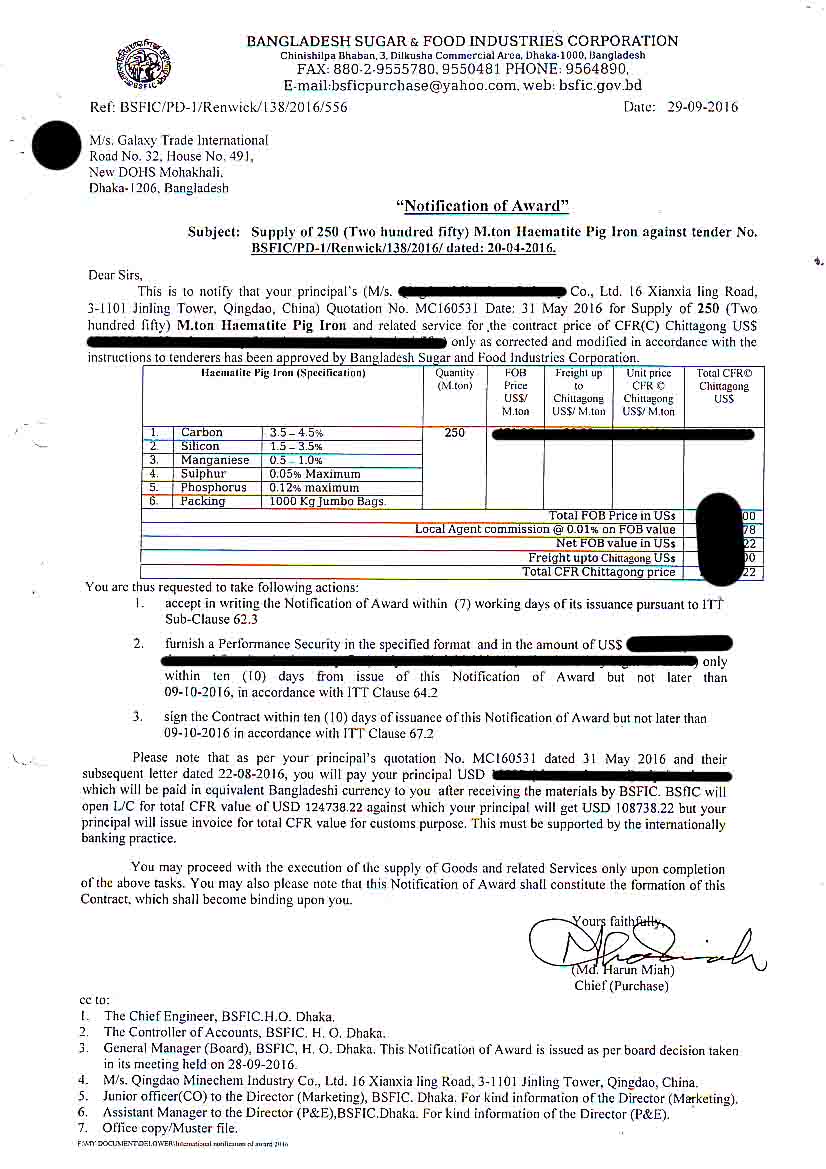 BANGLADESH SUGAR & FOOD INDUSTRIES CORPORATION
Chinishilpa Bhaban, 3, Dilkusha Commercial Area, Dhaka-1000, Bangladesh
FAX: 880-2-9555780, 9550481 PHONE: 9564890,
E-mail:bsficpurchase@yahoo.com, web: bsfic.gov.bd
BSFIC
Ref: BSFIC/PD-1/Renwick/138/2016/556 Date: 29-09-2016
M/s. Galaxy Trade International
Road No. 32, House No. 491,
New DOHS Mohakhali,
Dhaka-1206, Bangladesh
“Notification of Award”
Subject: Supply of 250 (Two hundred fifty) M.ton Haematite Pig Iron against tender No.
BSFIC/PD-1/Renwick/138/2016/ dated: 20-04-2016.
Dear Sirs,
This is to notify that your principal's (M/s. Co., Ltd. 16 Xianxia ling Road,
3-1101 Jinling Tower, Qingdao, China) Quotation No. MC160531 Date: 31 May 2016 for Supply of 250 (Two
hundred fifty) M.ton Haematite Pig Iron and related service for the contract price of CFR(C) Chittagong US$
only as corrected and modified in accordance with the
instructions to tenderers has been approved by Bangladesh Sugar and Food Industries Corporation.
Haematite Pig Iron (Specification) Quantity (M.ton) FOB Price US$/ M.ton Freight up to Chittagong US$/ M.ton Unit price CFR © Chittagong US$/ M.ton Total CFR© Chittagong US$
1. Carbon 3.5 – 4.5% 250
2. Silicon 1.5 – 3.5%
3. Manganiese 0.5 – 1.0%
4. Sulphur 0.05% Maximum
5. Phosphorus 0.12% maximum
6. Packing 1000 Kg Jumbo Bags.
Total FOB Price in US$ 00
Local Agent commission @ 0.01% on FOB value 78
Net FOB value in US$ 22
Freight upto Chittagong US$ 00
Total CFR Chittagong price 22
You are thus requested to take following actions:
1. accept in writing the Notification of Award within (7) working days of its issuance pursuant to ITT
Sub-Clause 62.3
2. furnish a Performance Security in the specified format and in the amount of US$
) only
within ten (10) days from issue of this Notification of Award but not later than
09-10-2016, in accordance with ITT Clause 64.2
3. sign the Contract within ten (10) days of issuance of this Notification of Award but not later than
09-10-2016 in accordance with ITT Clause 67.2
Please note that as per your principal's quotation No. MC160531 dated 31 May 2016 and their
subsequent letter dated 22-08-2016, you will pay your principal USD
which will be paid in equivalent Bangladeshi currency to you after receiving the materials by BSFIC. BSFIC will
open L/C for total CFR value of USD 124738.22 against which your principal will get USD 108738.22 but your
principal will issue invoice for total CFR value for customs purpose. This must be supported by the internationally
banking practice.
You may proceed with the execution of the supply of Goods and related Services only upon completion
of the above tasks. You may also please note that this Notification of Award shall constitute the formation of this
Contract, which shall become binding upon you.
Yours faithfully,
(Md. Harun Miah)
Chief (Purchase)
cc to:
1. The Chief Engineer, BSFIC.H.O. Dhaka.
2. The Controller of Accounts, BSFIC, H. O. Dhaka.
3. General Manager (Board), BSFIC, H. O. Dhaka. This Notification of Award is issued as per board decision taken
in its meeting held on 28-09-2016.
4. M/s. Qingdao Minechem Industry Co., Ltd. 16 Xianxia ling Road, 3-1101 Jinling Tower, Qingdao, China.
5. Junior officer(CO) to the Director (Marketing), BSFIC. Dhaka. For kind information of the Director (Marketing).
6. Assistant Manager to the Director (P&E),BSFIC.Dhaka. For kind information of the Director (P&E).
7. Office copy/Muster file.
F:\MY DOCUMENT\DELOWER\International notification of award 2016